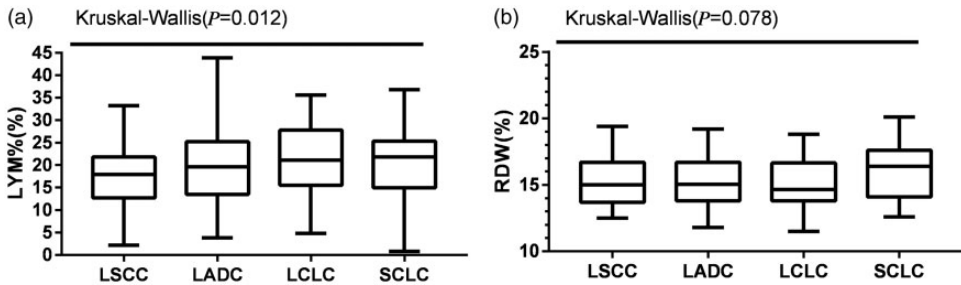 (a) Kruskal-Wallis(P=0.012)
LYM%(%)
45
40
35
30
25
20
15
10
5
0
LSCC LADC LCLC SCLC
(b) Kruskal-Wallis(P=0.078)
RDW(%)
25
20
15
10
LSCC LADC LCLC SCLC